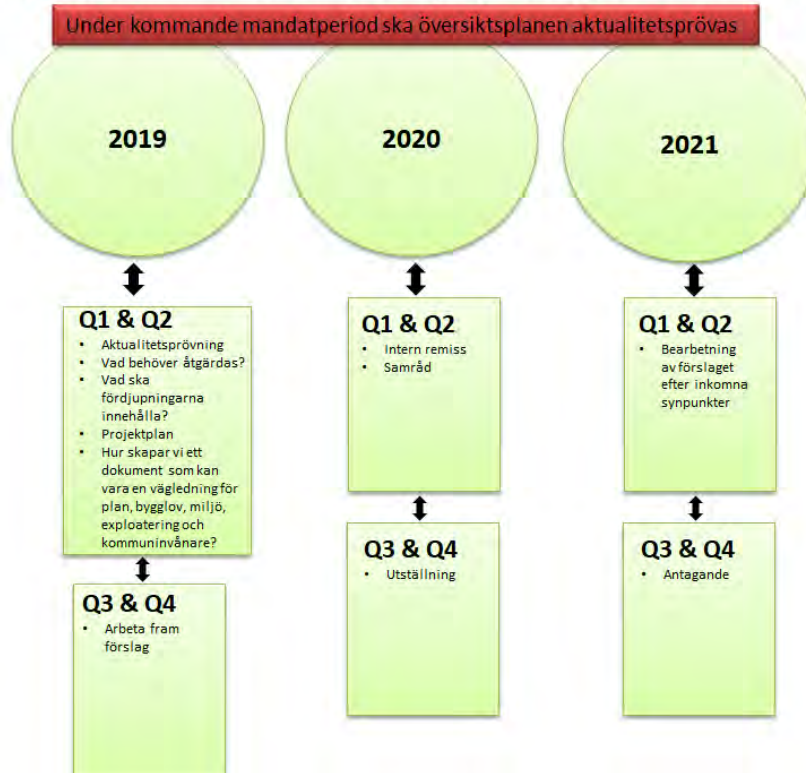 Under kommande mandatperiod ska översiktsplanen aktualitetsprövas
2019
Q1 & Q2
• Aktualitetsprövning
• Vad behöver åtgärdas?
• Vad ska
fördjupningarna
innehålla?
• Projektplan
• Hur skapar vi ett
dokument som kan
vara en vägledning för
plan, bygglov, miljö,
exploatering och
kommuninvånare?
Q3 & Q4
• Arbeta fram
förslag
2020
Q1 & Q2
• Intern remiss
• Samråd
Q3 & Q4
• Utställning
2021
Q1 & Q2
• Bearbetning
av förslaget
efter inkomna
synpunkter
Q3 & Q4
• Antagande